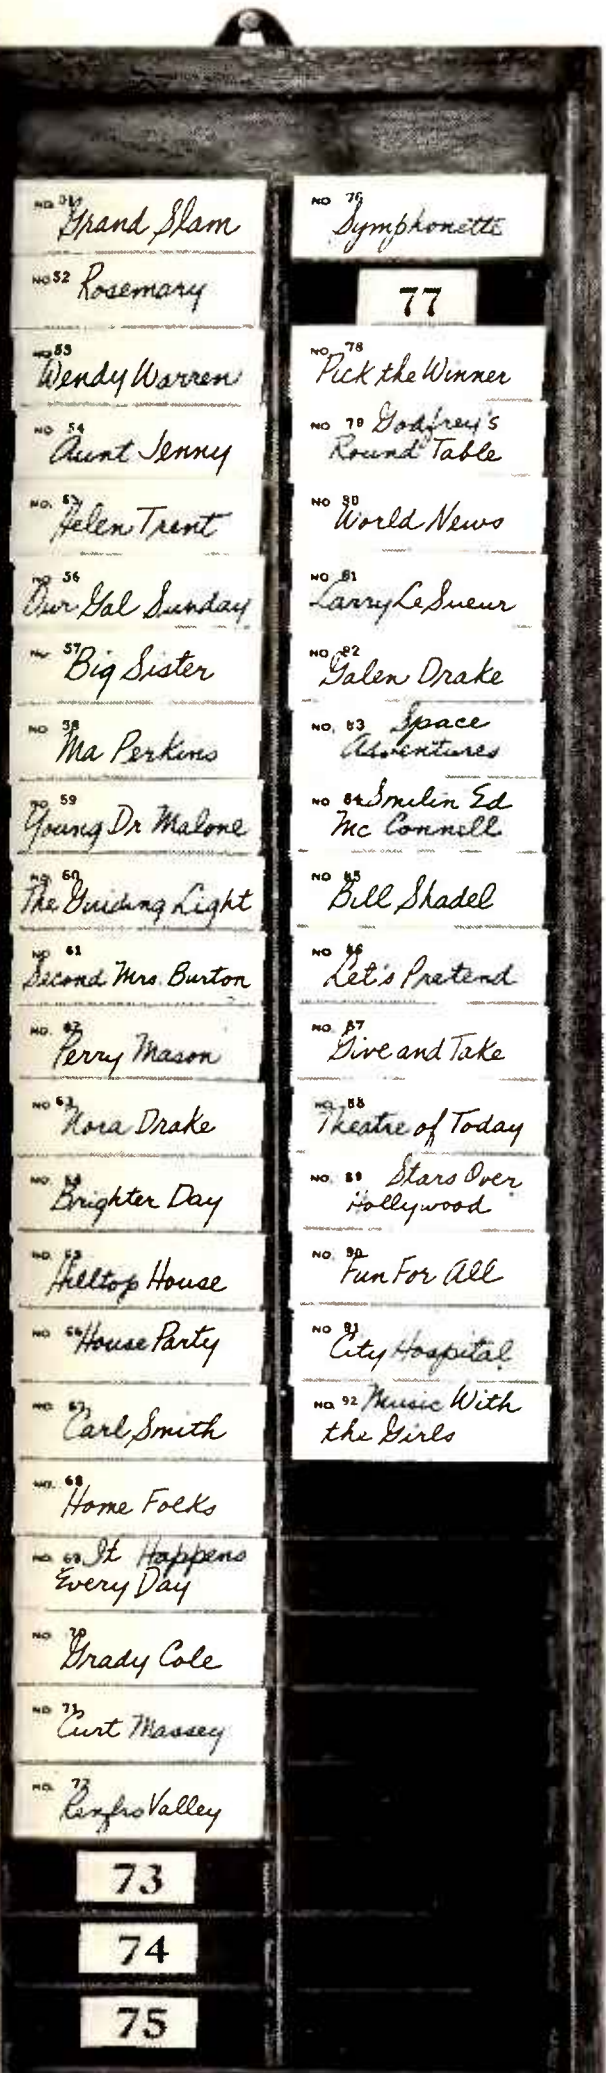 NO. 51 Grand Slam
NO 52 Rosemary
NO. 53
Wendy Warren
NO 54
Aunt Jenny
NO. 55
Helen Trent
NO 56
Our Gal Sunday
NO 57
Big Sister
NO 58
Ma Perkins
NO. 59
Young Dr Malone
NO. 60
The Guiding Light
NO 61
Second Mrs. Burton
NO. 62
Perry Mason
NO 63
Nora Drake
NO. 64
Brighter Day
NO. 65
Hilltop House
NO 66 House Party
NO 67
Carl Smith
NO. 68
Home Folks
NO. 69 It Happens
Every Day
NO 70
Grady Cole
NO 71
Curt Massey
NO. 72
Renfro Valley
73
74
75
NO 76
Symphonette
77
NO. 78
Pick the Winner
NO 79 Godfrey's
Round Table
NO 80
World News
NO 81
Larry LeSueur
NO 82
Galen Drake
NO. 83 Space
Adventures
NO 84 Smilin Ed
Mc Connell
NO 85
Bill Shadel
NO 86
Let's Pretend
NO. 87
Give and Take
NO. 88
Theatre of Today
NO. 89 Stars Over
Hollywood
NO. 90
Fun For All
NO 91
City Hospital
NO. 92 Music With
the Girls